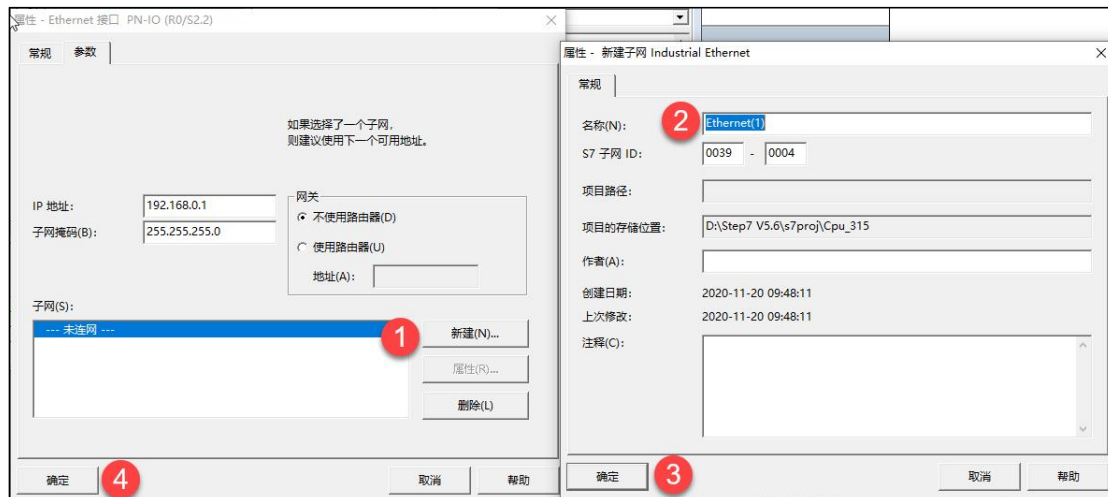 属性 - Ethernet 接口  PN-IO (R0/S2.2)
常规
参数
如果选择了一个子网,
则建议使用下一个可用地址。
IP 地址:
192.168.0.1
子网掩码(B):
255.255.255.0
网关
不使用路由器(D)
使用路由器(U)
地址(A):
子网(S):
--- 未连网 ---
1
新建(N)...
属性(R)...
删除(L)
确定
4
取消
帮助
属性 -  新建子网 Industrial Ethernet
常规
名称(N):
2
Ethernet(1)
S7 子网 ID:
0039 - 0004
项目路径:
项目的存储位置:
D:\Step7 V5.6\s7proj\Cpu_315
作者(A):
创建日期:
2020-11-20 09:48:11
上次修改:
2020-11-20 09:48:11
注释(C):
确定
3
取消
帮助